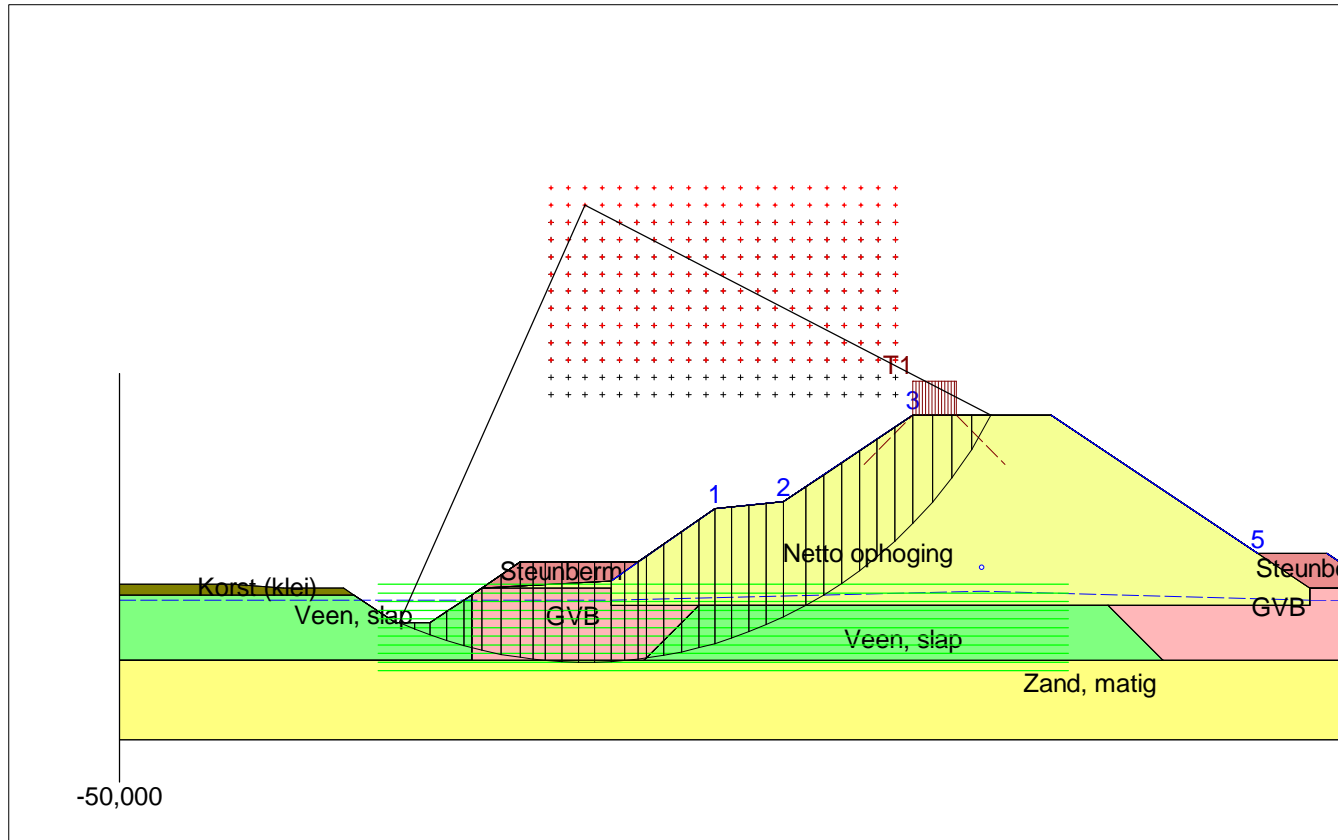 T1
3
1
2
5
Netto ophoging
Steunberm
Steunbe
Korst (klei)
Veen, slap
GVB
GVB
Veen, slap
Zand, matig
-50,000